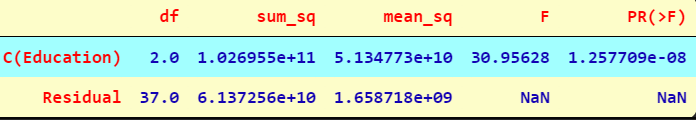 df sum_sq mean_sq F PR(>F)
C(Education) 2.0 1.026955e+11 5.134773e+10 30.95628 1.257709e-08
Residual 37.0 6.137256e+10 1.658718e+09 NaN NaN